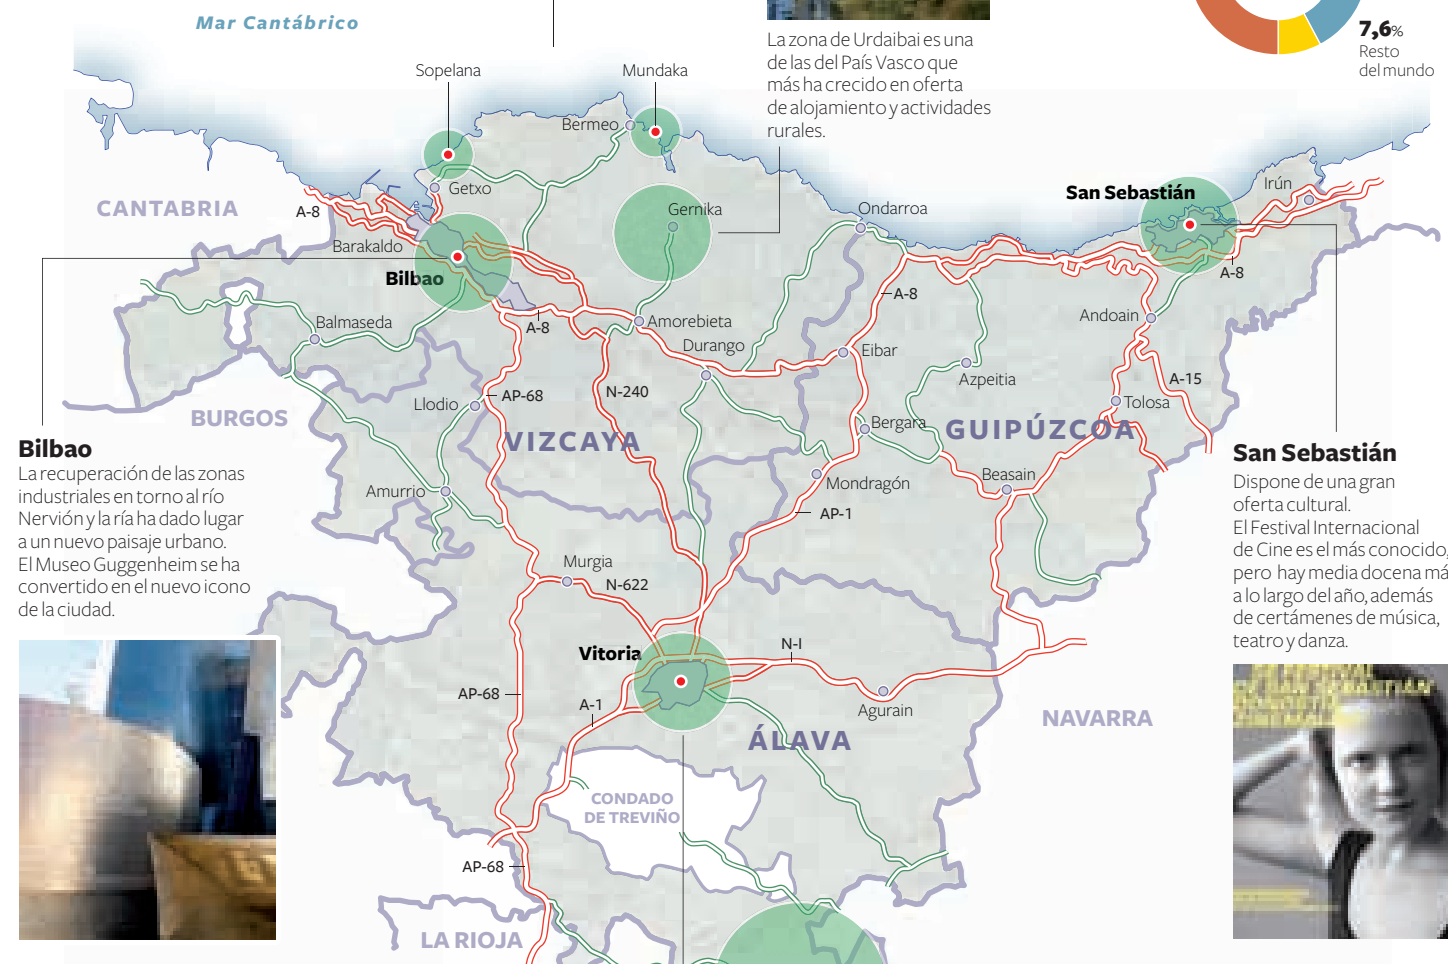 Mar Cantábrico
La zona de Urdaibai es una
de las del País Vasco que
más ha crecido en oferta
de alojamiento y actividades
rurales.
7,6%
Resto
del mundo
Sopelana
Mundaka
Bermeo
Getxo
CANTABRIA
A-8
Barakaldo
Bilbao
Gernika
Ondarroa
San Sebastián
Irún
A-8
A-8
Andoain
Balmaseda
A-8
Amorebieta
Durango
Eibar
Azpeitia
A-15
Tolosa
BURGOS
Llodio
AP-68
N-240
VIZCAYA
Bergara
GUIPÚZCOA
Beasain
Mondragón
AP-1
Amurrio
Murgia
N-622
Vitoria
N-I
AP-68
A-1
Agurain
ÁLAVA
NAVARRA
CONDADO
DE TREVIÑO
AP-68
LA RIOJA
Bilbao
La recuperación de las zonas
industriales en torno al río
Nervión y la ría ha dado lugar
a un nuevo paisaje urbano.
El Museo Guggenheim se ha
convertido en el nuevo icono
de la ciudad.
San Sebastián
Dispone de una gran
oferta cultural.
El Festival Internacional
de Cine es el más conocido,
pero hay media docena má
a lo largo del año, además
de certámenes de música,
teatro y danza.